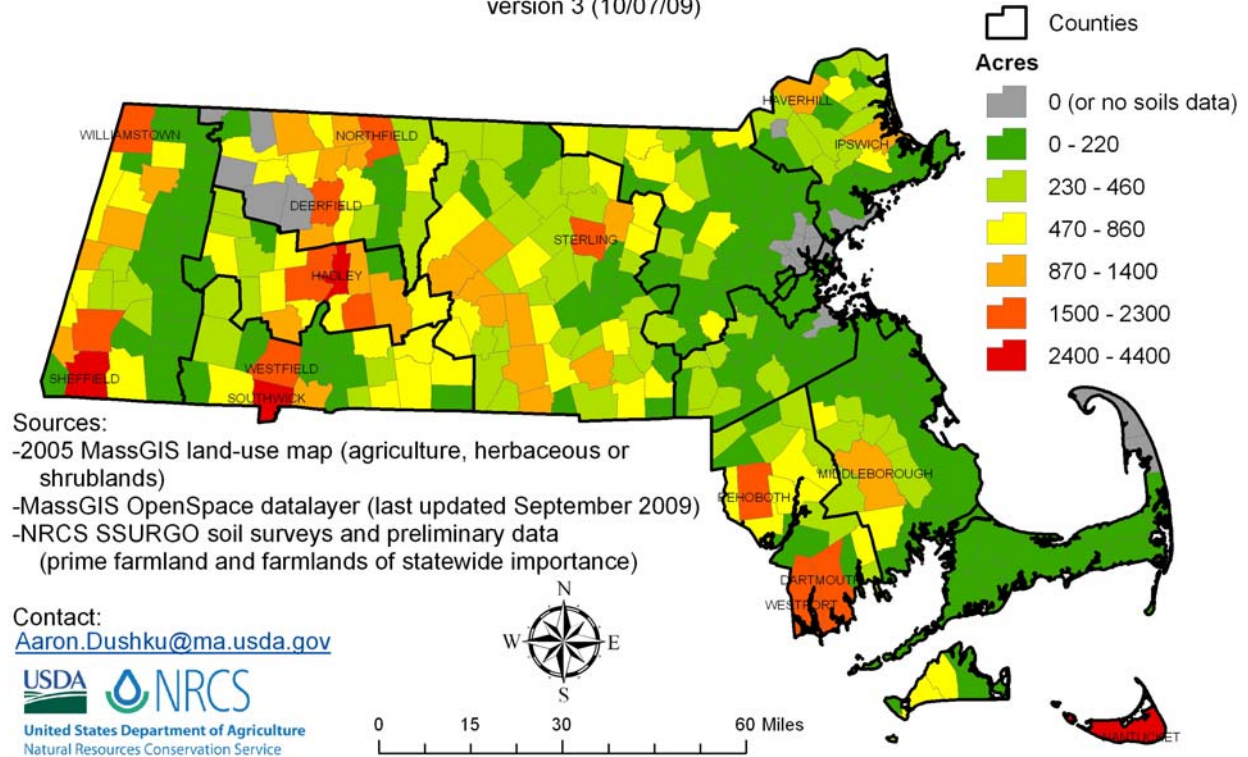 version 3 (10/07/09)
Counties
Acres
0 (or no soils data)
0 - 220
230 - 460
470 - 860
870 - 1400
1500 - 2300
2400 - 4400
HAVERHILL
WILLIAMSTOWN
NORTHFIELD
IPSWICH
DEERFIELD
STERLING
HADLEY
WESTFIELD
SHEFFIELD
SOUTHWICK
MIDDLEBOROUGH
REHOBOTH
DARTMOUTH
WESTPORT
NANTUCKET
Sources:
-2005 MassGIS land-use map (agriculture, herbaceous or
shrublands)
-MassGIS OpenSpace datalayer (last updated September 2009)
-NRCS SSURGO soil surveys and preliminary data
(prime farmland and farmlands of statewide importance)
Contact:
Aaron.Dushku@ma.usda.gov
N
W E
S
USDA NRCS
United States Department of Agriculture
Natural Resources Conservation Service
0 15 30 60 Miles